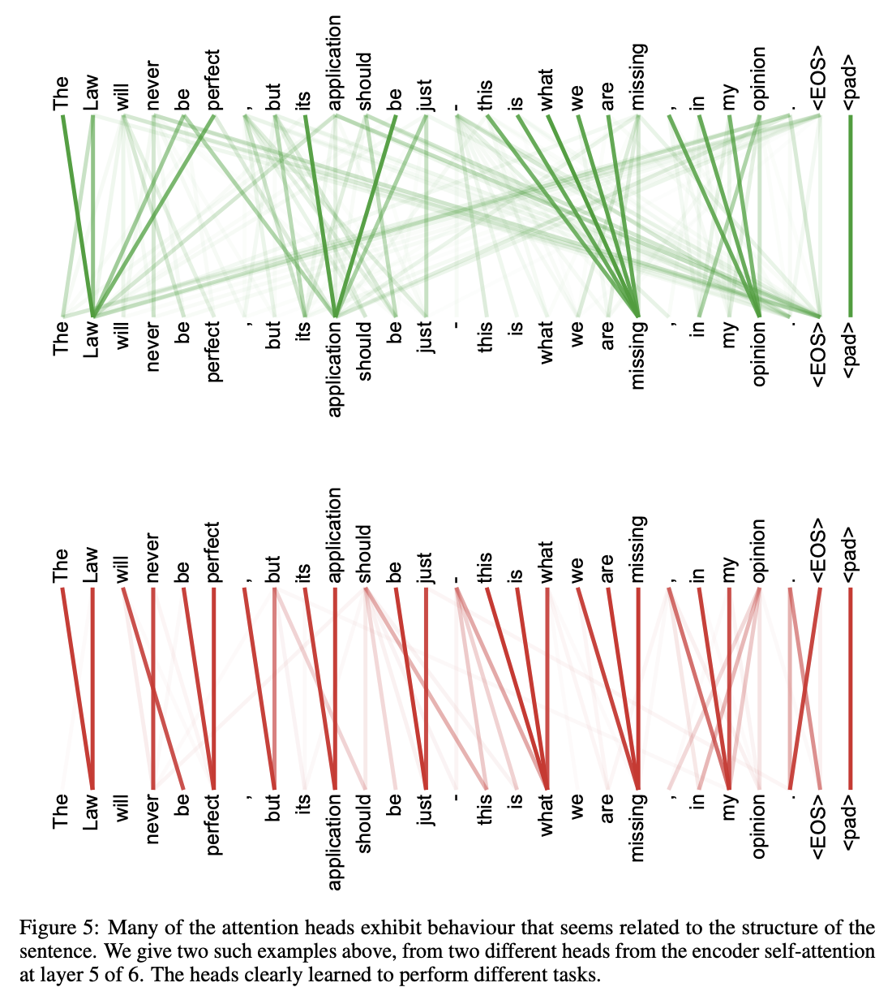 The Law will never be perfect , but its application should be just - this is what we are missing , in my opinion . <EOS> <pad>
The Law will never be perfect , but its application should be just - this is what we are missing , in my opinion . <EOS> <pad>
The Law will never be perfect , but its application should be just - this is what we are missing , in my opinion . <EOS> <pad>
The Law will never be perfect , but its application should be just - this is what we are missing , in my opinion . <EOS> <pad>
Figure 5: Many of the attention heads exhibit behaviour that seems related to the structure of the
sentence. We give two such examples above, from two different heads from the encoder self-attention
at layer 5 of 6. The heads clearly learned to perform different tasks.